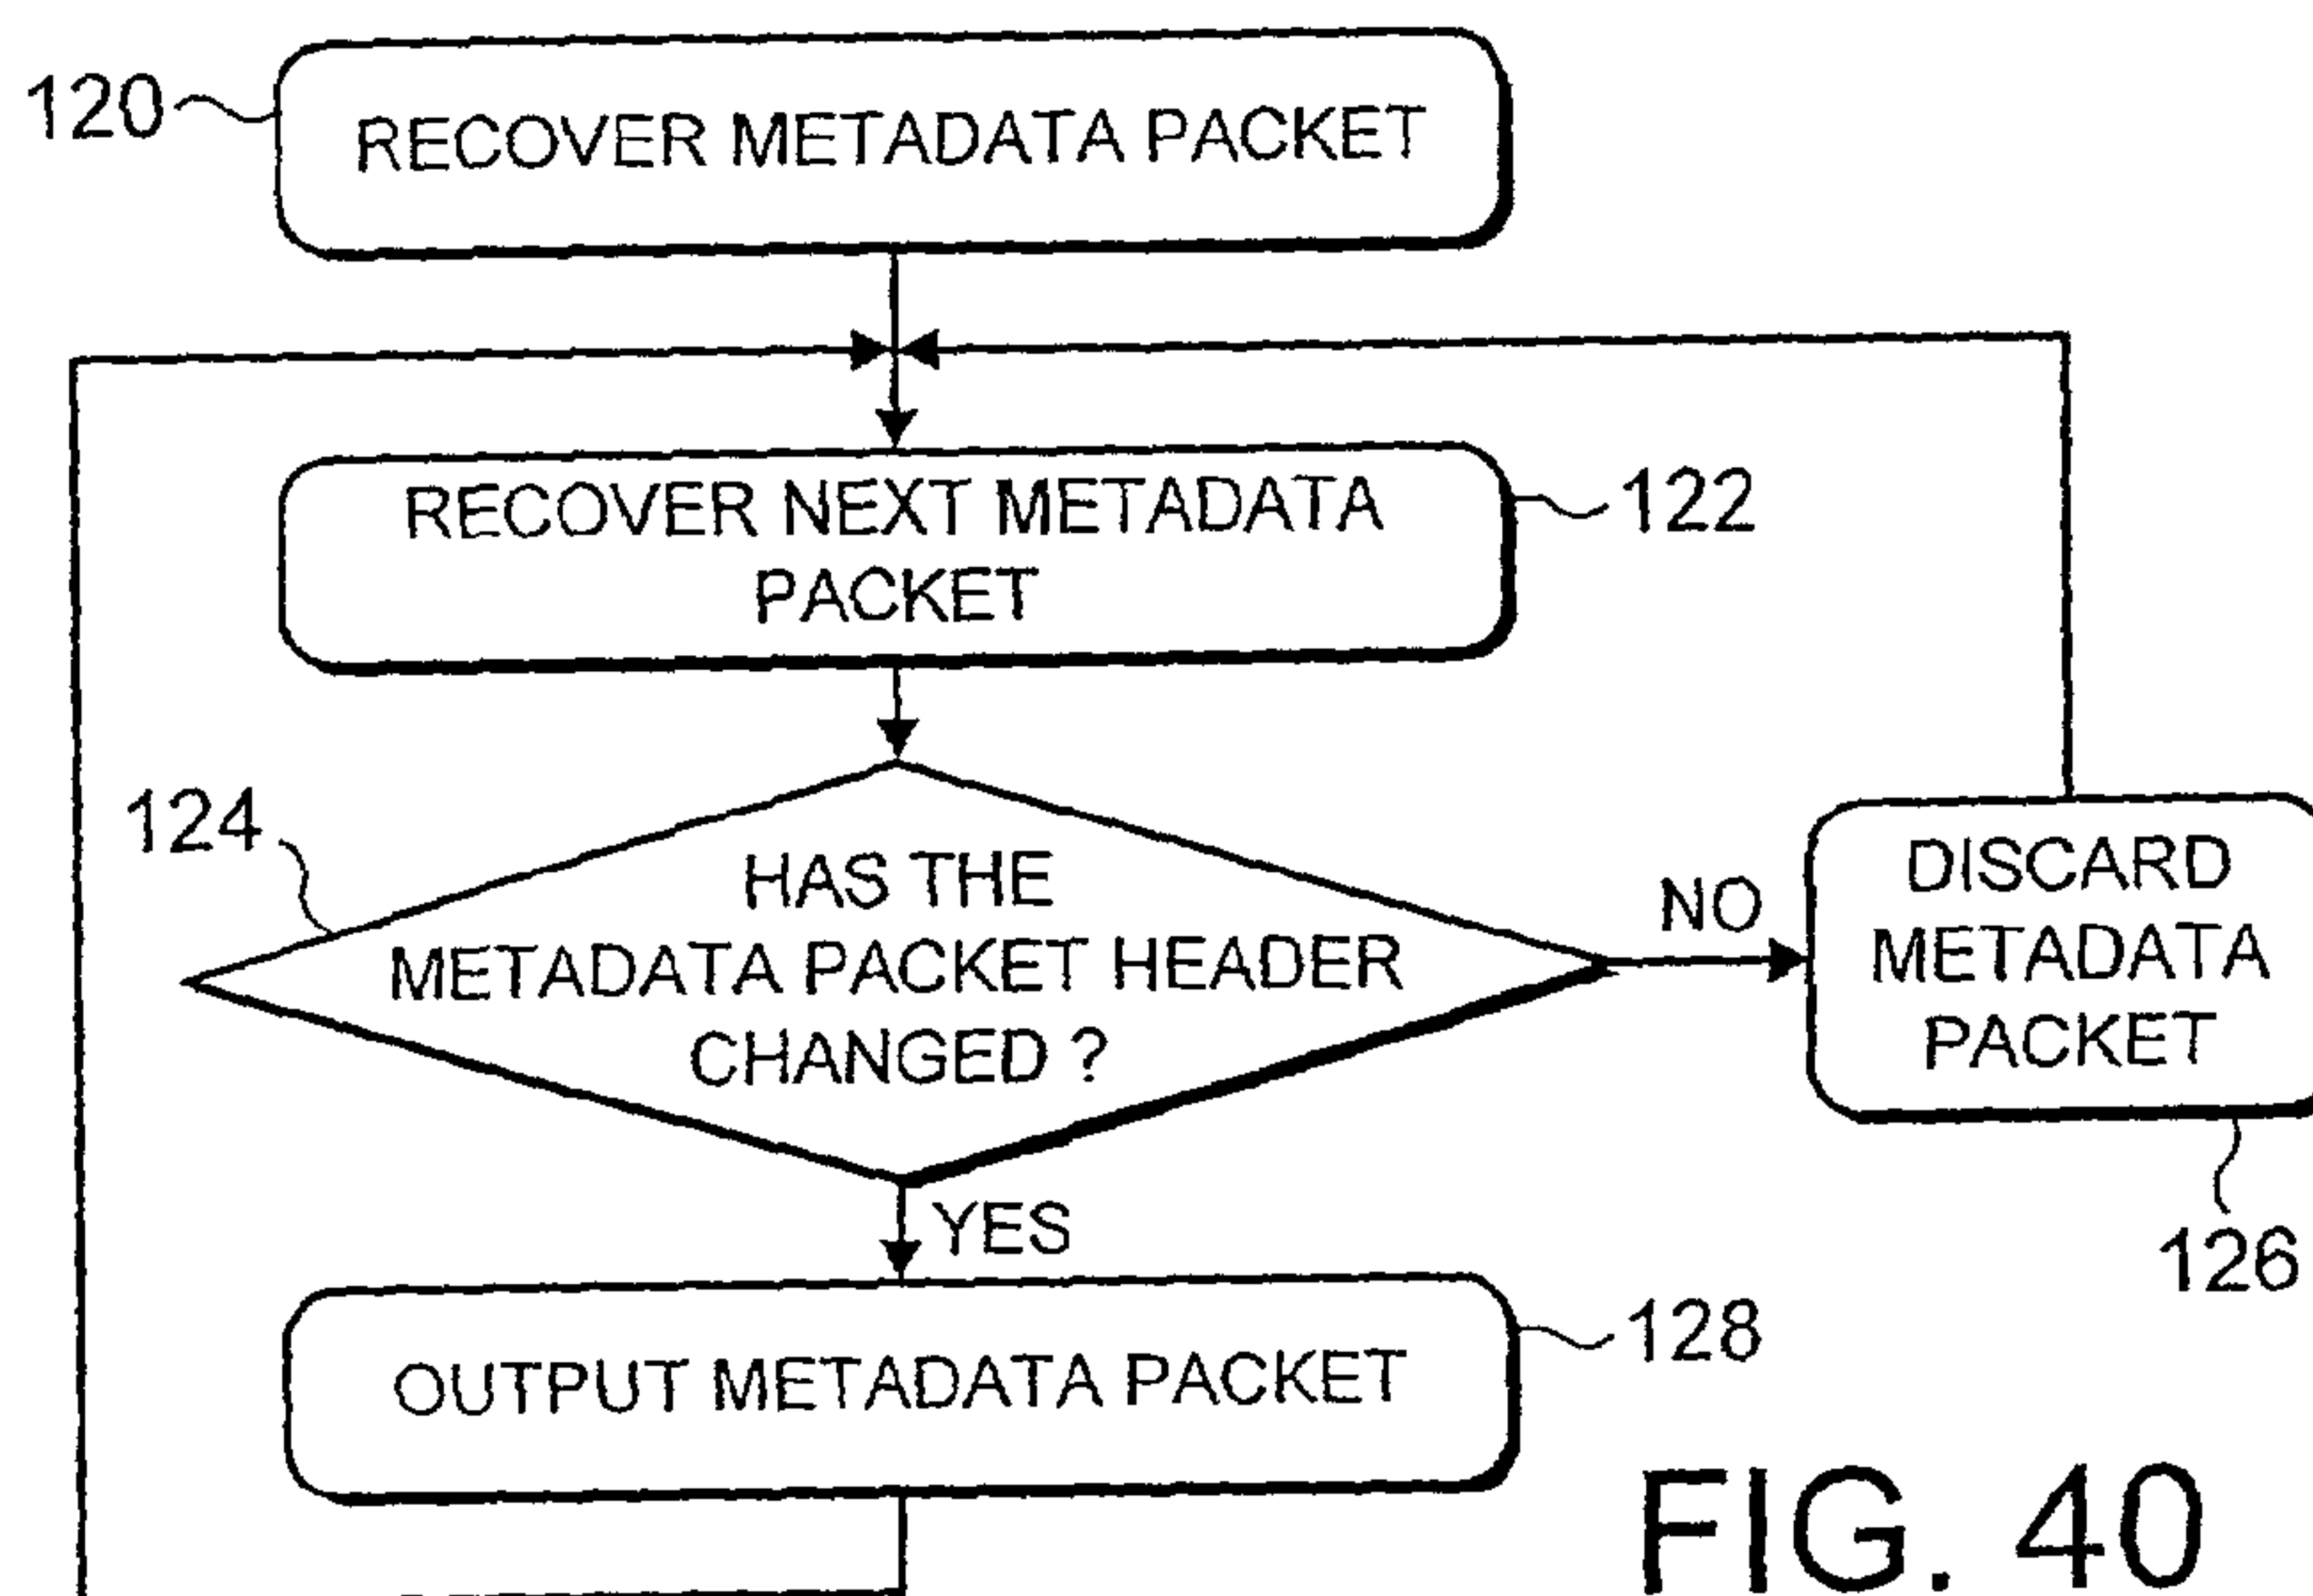 120
RECOVER METADATA PACKET
RECOVER NEXT METADATA
PACKET
122
124
HAS THE
METADATA PACKET HEADER
CHANGED ?
NO
DISCARD
METADATA
PACKET
126
YES
OUTPUT METADATA PACKET
128
FIG. 40